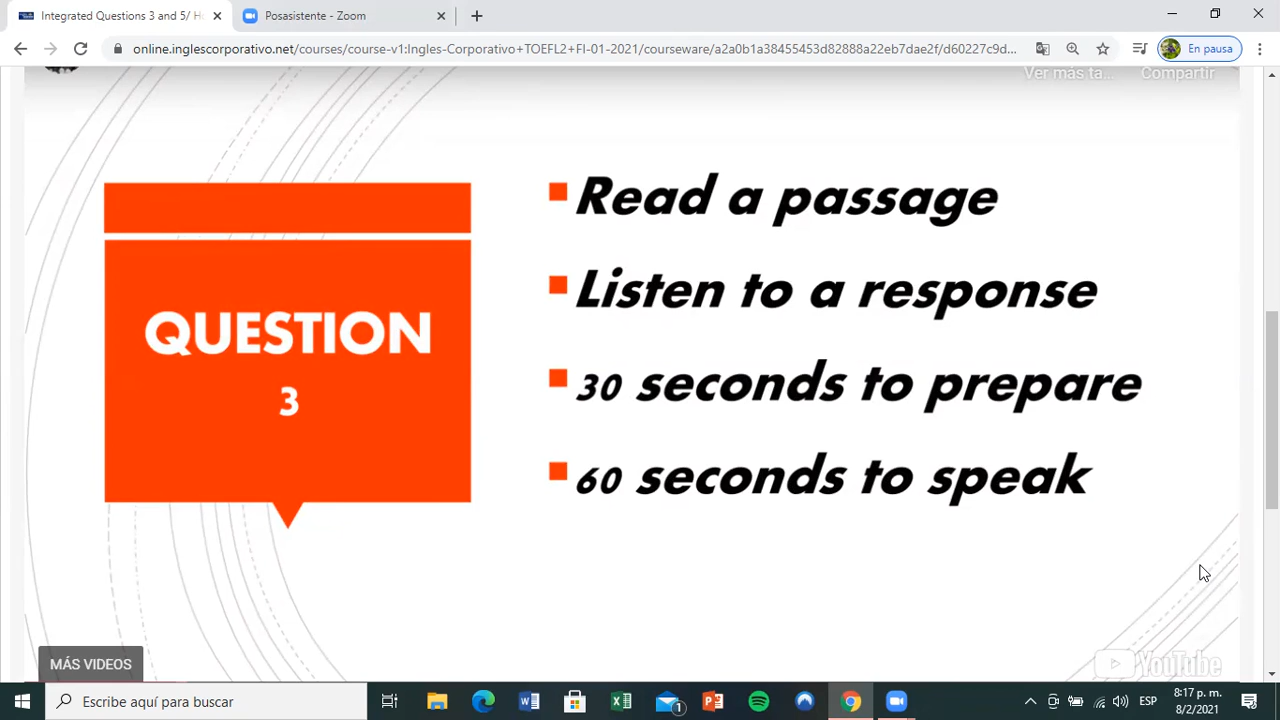 Integrated Questions 3 and 5/ H
Posasistente - Zoom
online.inglescorporativo.net/courses/course-v1:Ingles-Corporativo+TOEFL2+FI-01-2021/courseware/a2a001a38455453d82888a22eb7dae2f/d60227c9d...
En pausa
Ver más ta...
Compartir
QUESTION
3
Read a passage
Listen to a response
30 seconds to prepare
60 seconds to speak
MÁS VIDEOS
YouTube
Escribe aquí para buscar
1
ESP
8:17 p. m.
8/2/2021